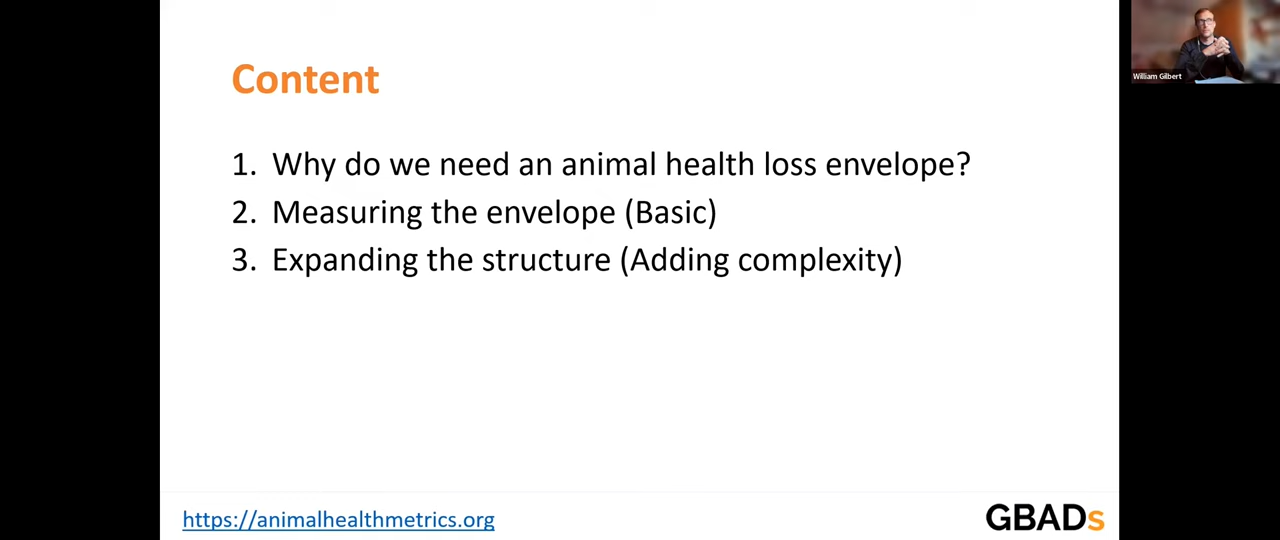 Content
1. Why do we need an animal health loss envelope?
2. Measuring the envelope (Basic)
3. Expanding the structure (Adding complexity)
https://animalhealthmetrics.org
GBADs
William Gilbert